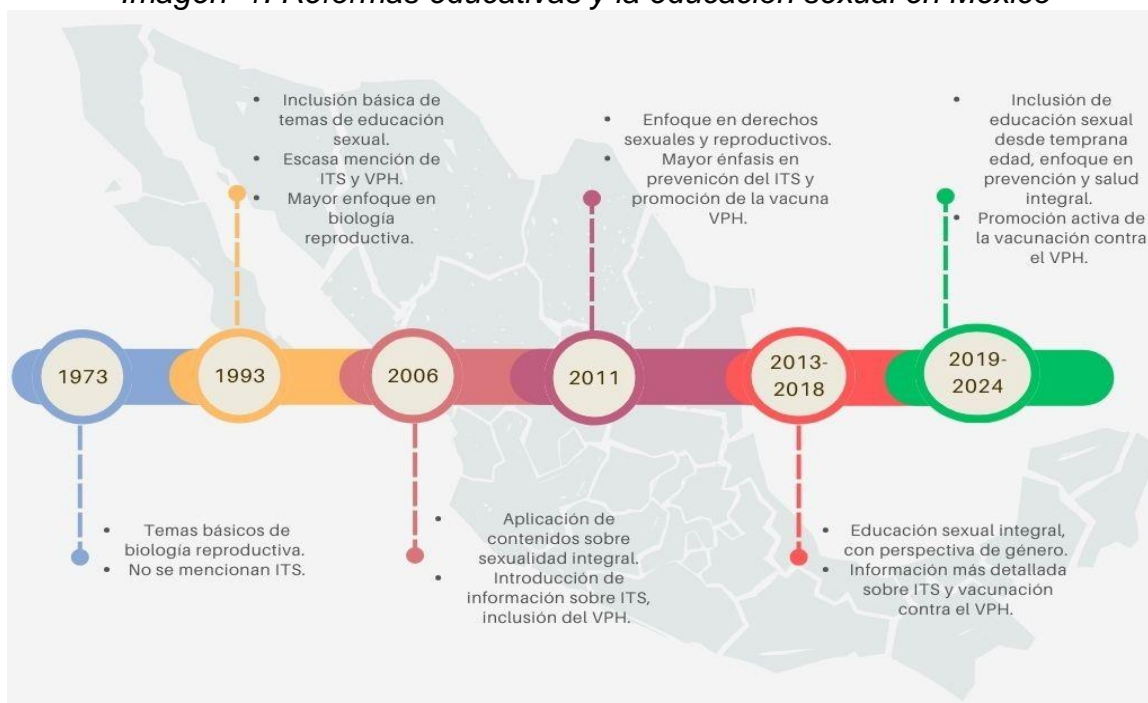 Imagen 1. Reformas educativas y la educación sexual en México
• Inclusión básica de
temas de educación
sexual.
• Escasa mención de
ITS y VPH.
• Mayor enfoque en
biología
reproductiva.
• Enfoque en derechos
sexuales y reproductivos.
• Mayor énfasis en
prevenicón del ITS y
promoción de la vacuna
VPH.
• Inclusión de
educación sexual
desde temprana
edad, enfoque en
prevención y salud
integral.
• Promoción activa de
la vacunación contra
el VPH.
1973
1993
2006
2011
2013-
2018
2019-
2024
• Temas básicos de
biología reproductiva.
• No se mencionan ITS.
• Aplicación de
contenidos sobre
sexualidad integral.
• Introducción de
información sobre ITS,
inclusión del VPH.
• Educación sexual integral,
con perspectiva de género.
• Información más detallada
sobre ITS y vacunación
contra el VPH.